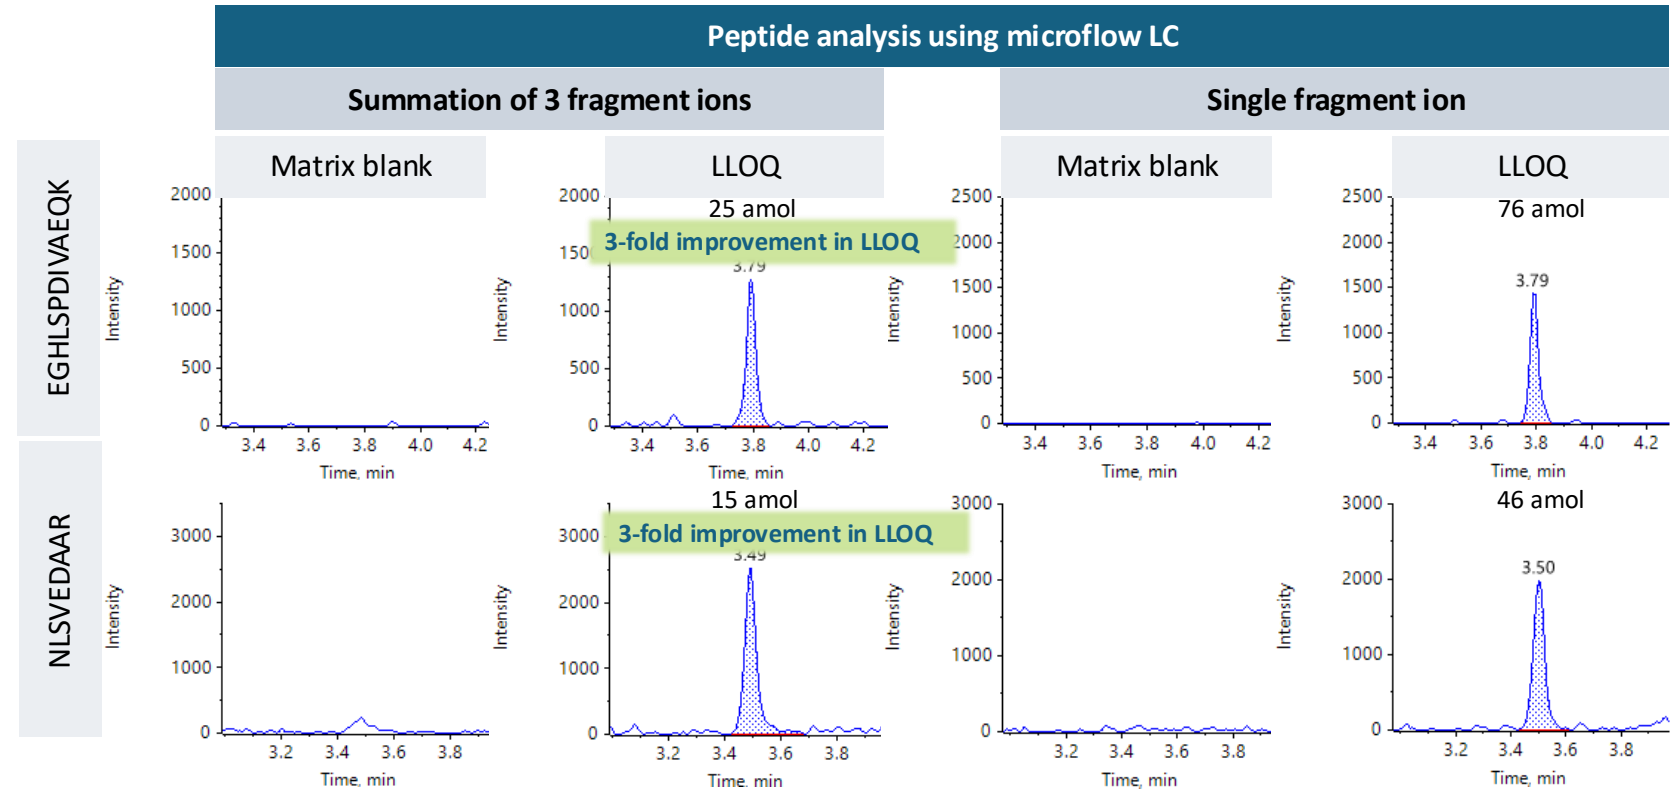 Peptide analysis using microflow LC
Summation of 3 fragment ions
Single fragment ion
Matrix blank
LLOQ
Matrix blank
LLOQ
EGHLSPDIVAEQK
Intensity
2000
1500
1000
500
0
3.4 3.6 3.8 4.0 4.2
Time, min
25 amol
3-fold improvement in LLOQ
3.79
Intensity
2000
150
1000
500
0
3.4 3.6 3.8 4.0 4.2
Time, min
Intensity
2500
2000
1500
1000
500
0
3.4 3.6 3.8 4.0 4.2
Time, min
76 amol
3.79
Intensity
2500
2000
1500
1000
500
0
3.4 3.6 3.8 4.0 4.2
Time, min
NLSVEDAAR
Intensity
3000
2000
1000
0
3.2 3.4 3.6 3.8
Time, min
15 amol
3-fold improvement in LLOQ
3.49
Intensity
3000
2000
1000
0
3.2 3.4 3.6 3.8
Time, min
Intensity
3000
2000
1000
0
3.2 3.4 3.6 3.8
Time, min
46 amol
3.50
Intensity
3000
2000
1000
0
3.2 3.4 3.6 3.8
Time, min